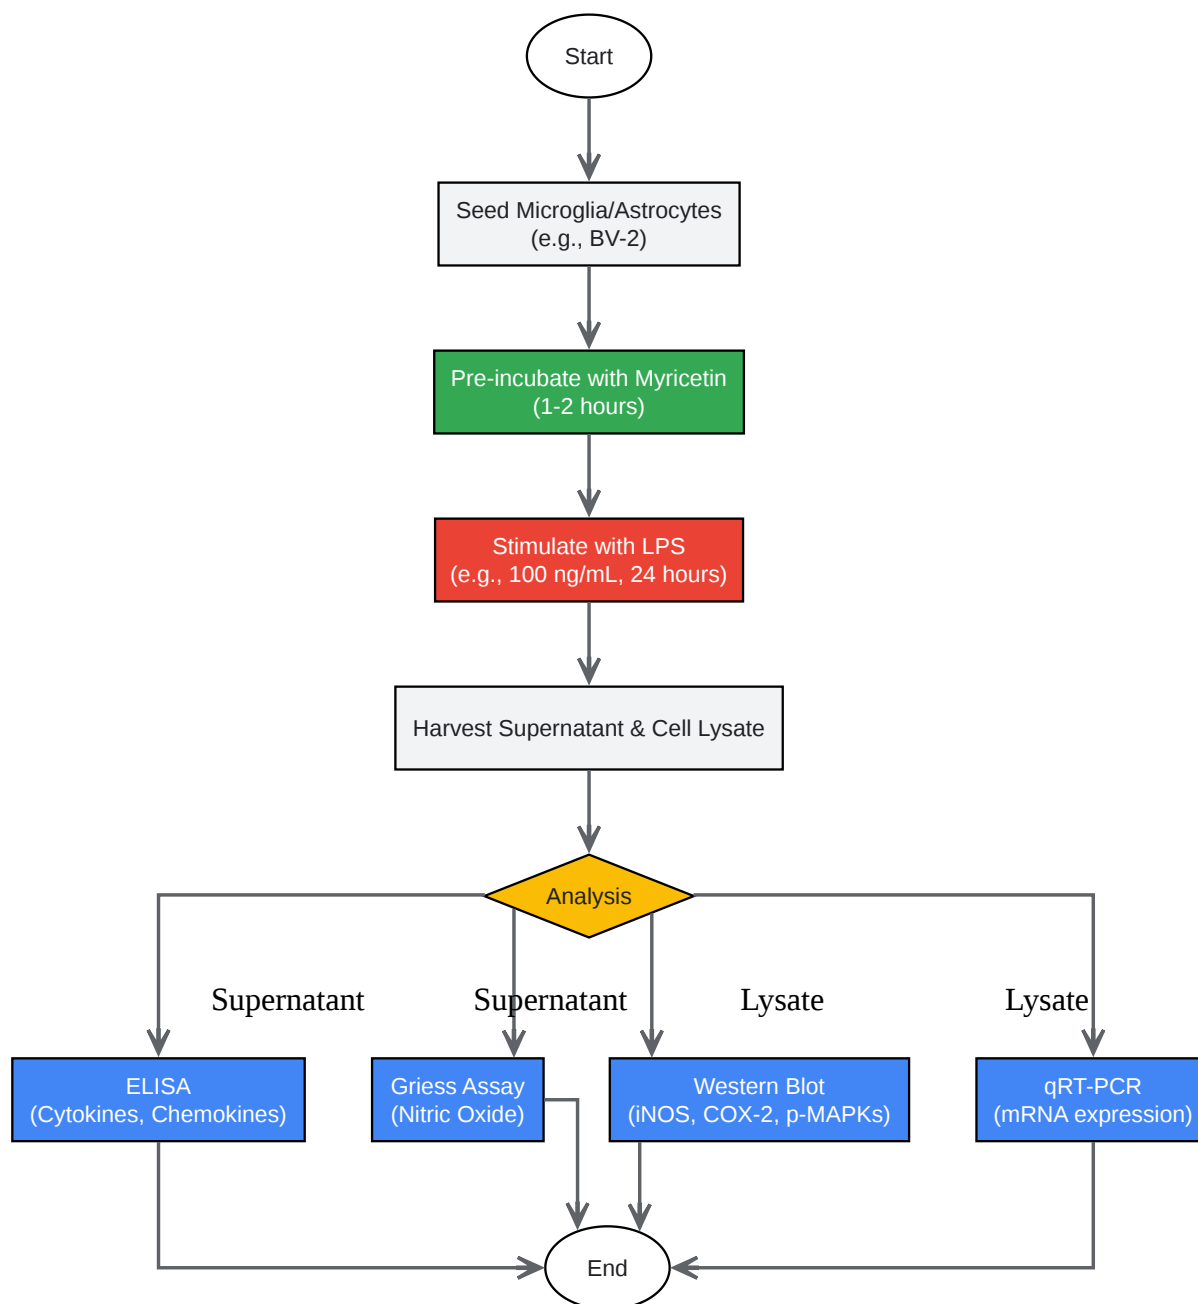 Start
Seed Microglia/Astrocytes
(e.g., BV-2)
Pre-incubate with Myricetin
(1-2 hours)
Stimulate with LPS
(e.g., 100 ng/mL, 24 hours)
Harvest Supernatant & Cell Lysate
Analysis
Supernatant
Supernatant
Lysate
Lysate
ELISA
(Cytokines, Chemokines)
Griess Assay
(Nitric Oxide)
Western Blot
(iNOS, COX-2, p-MAPKs)
qRT-PCR
(mRNA expression)
End